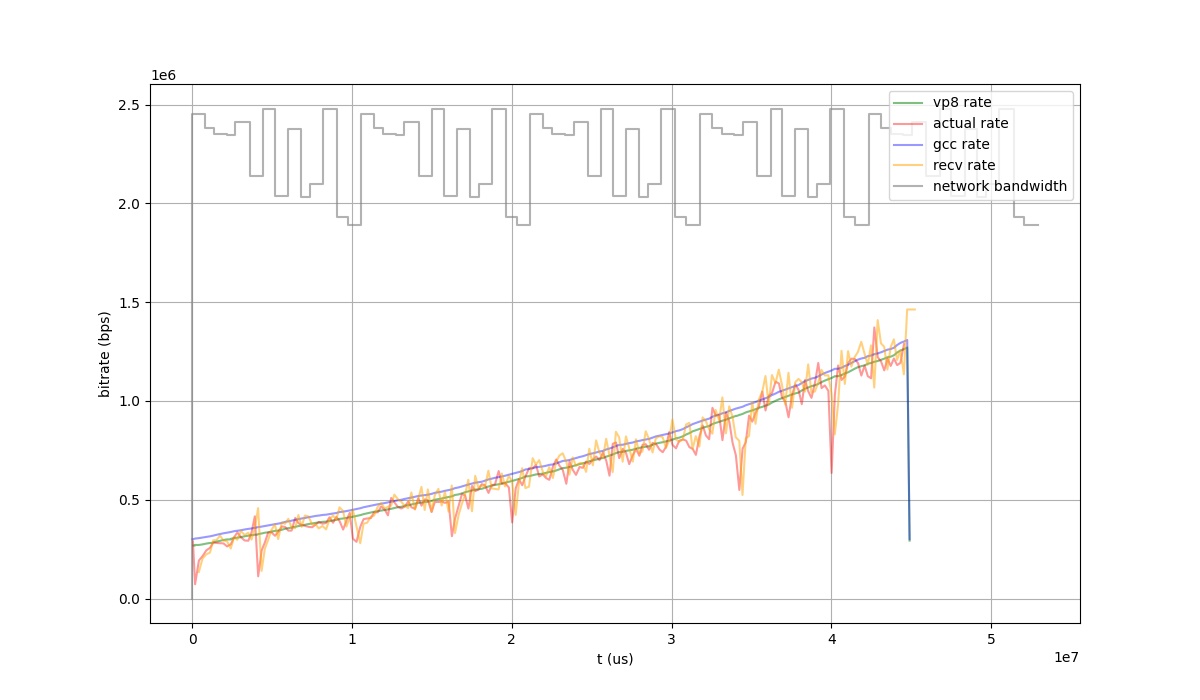 1e6
2.5
2.0
1.5
1.0
0.5
0.0
bitrate (bps)
vp8 rate
actual rate
gcc rate
recv rate
network bandwidth
0
1
2
3
4
5
t (us)
1e7